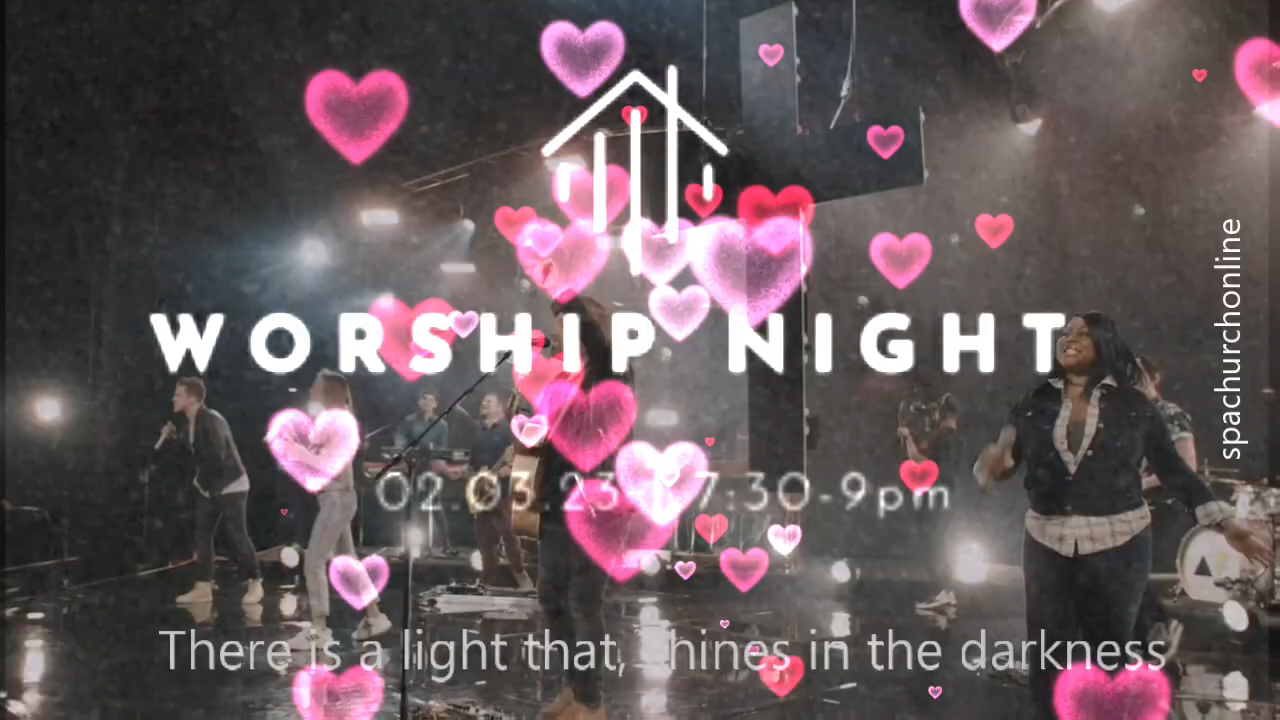 WORSHIP NIGHT
02.03.23 | 7:30-9pm
There is a light that, Shines in the darkness
spachurchonline